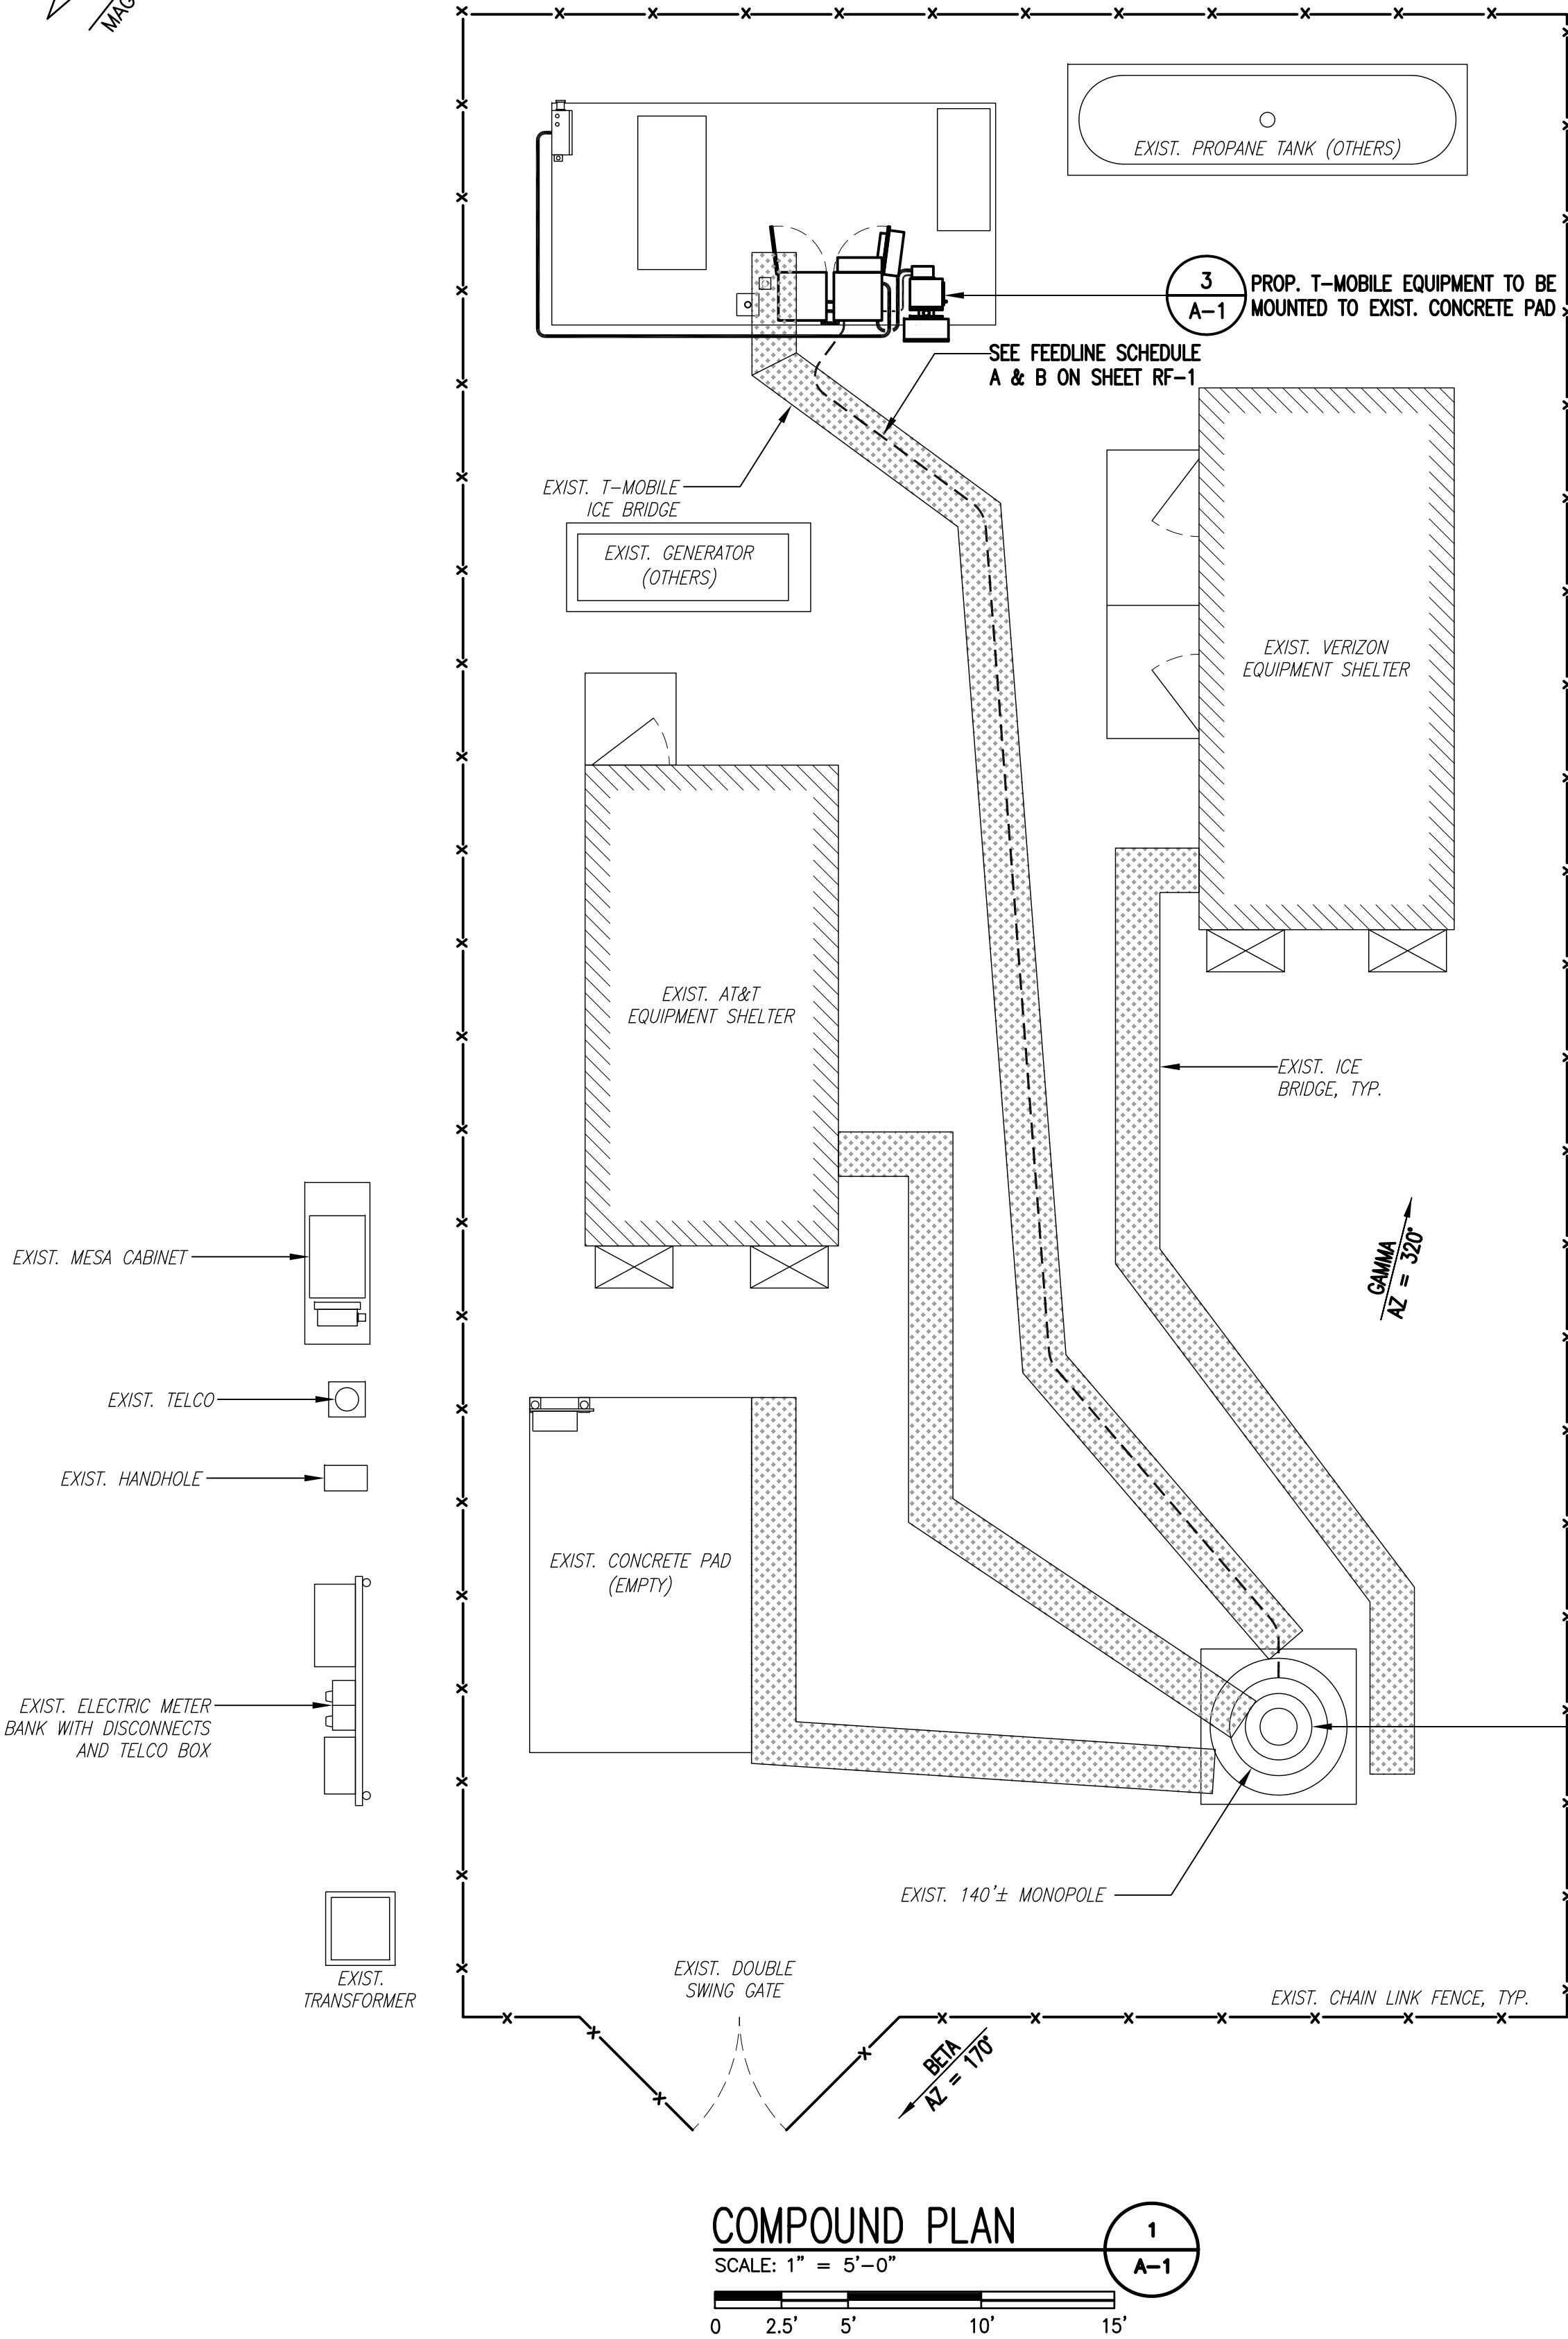 MAG
EXIST. PROPANE TANK (OTHERS)
3
A-1
PROP. T-MOBILE EQUIPMENT TO BE
MOUNTED TO EXIST. CONCRETE PAD
SEE FEEDLINE SCHEDULE
A & B ON SHEET RF-1
EXIST. T-MOBILE
ICE BRIDGE
EXIST. GENERATOR
(OTHERS)
EXIST. VERIZON
EQUIPMENT SHELTER
EXIST. AT&T
EQUIPMENT SHELTER
EXIST. ICE
BRIDGE, TYP.
GAMMA
AZ = 320°
EXIST. MESA CABINET
EXIST. TELCO
EXIST. HANDHOLE
EXIST. CONCRETE PAD
(EMPTY)
EXIST. ELECTRIC METER
BANK WITH DISCONNECTS
AND TELCO BOX
EXIST. 140'± MONOPOLE
EXIST.
TRANSFORMER
EXIST. DOUBLE
SWING GATE
EXIST. CHAIN LINK FENCE, TYP.
BETA
AZ = 170°
COMPOUND PLAN
SCALE: 1" = 5'-0"
1
A-1
0 2.5' 5' 10' 15'